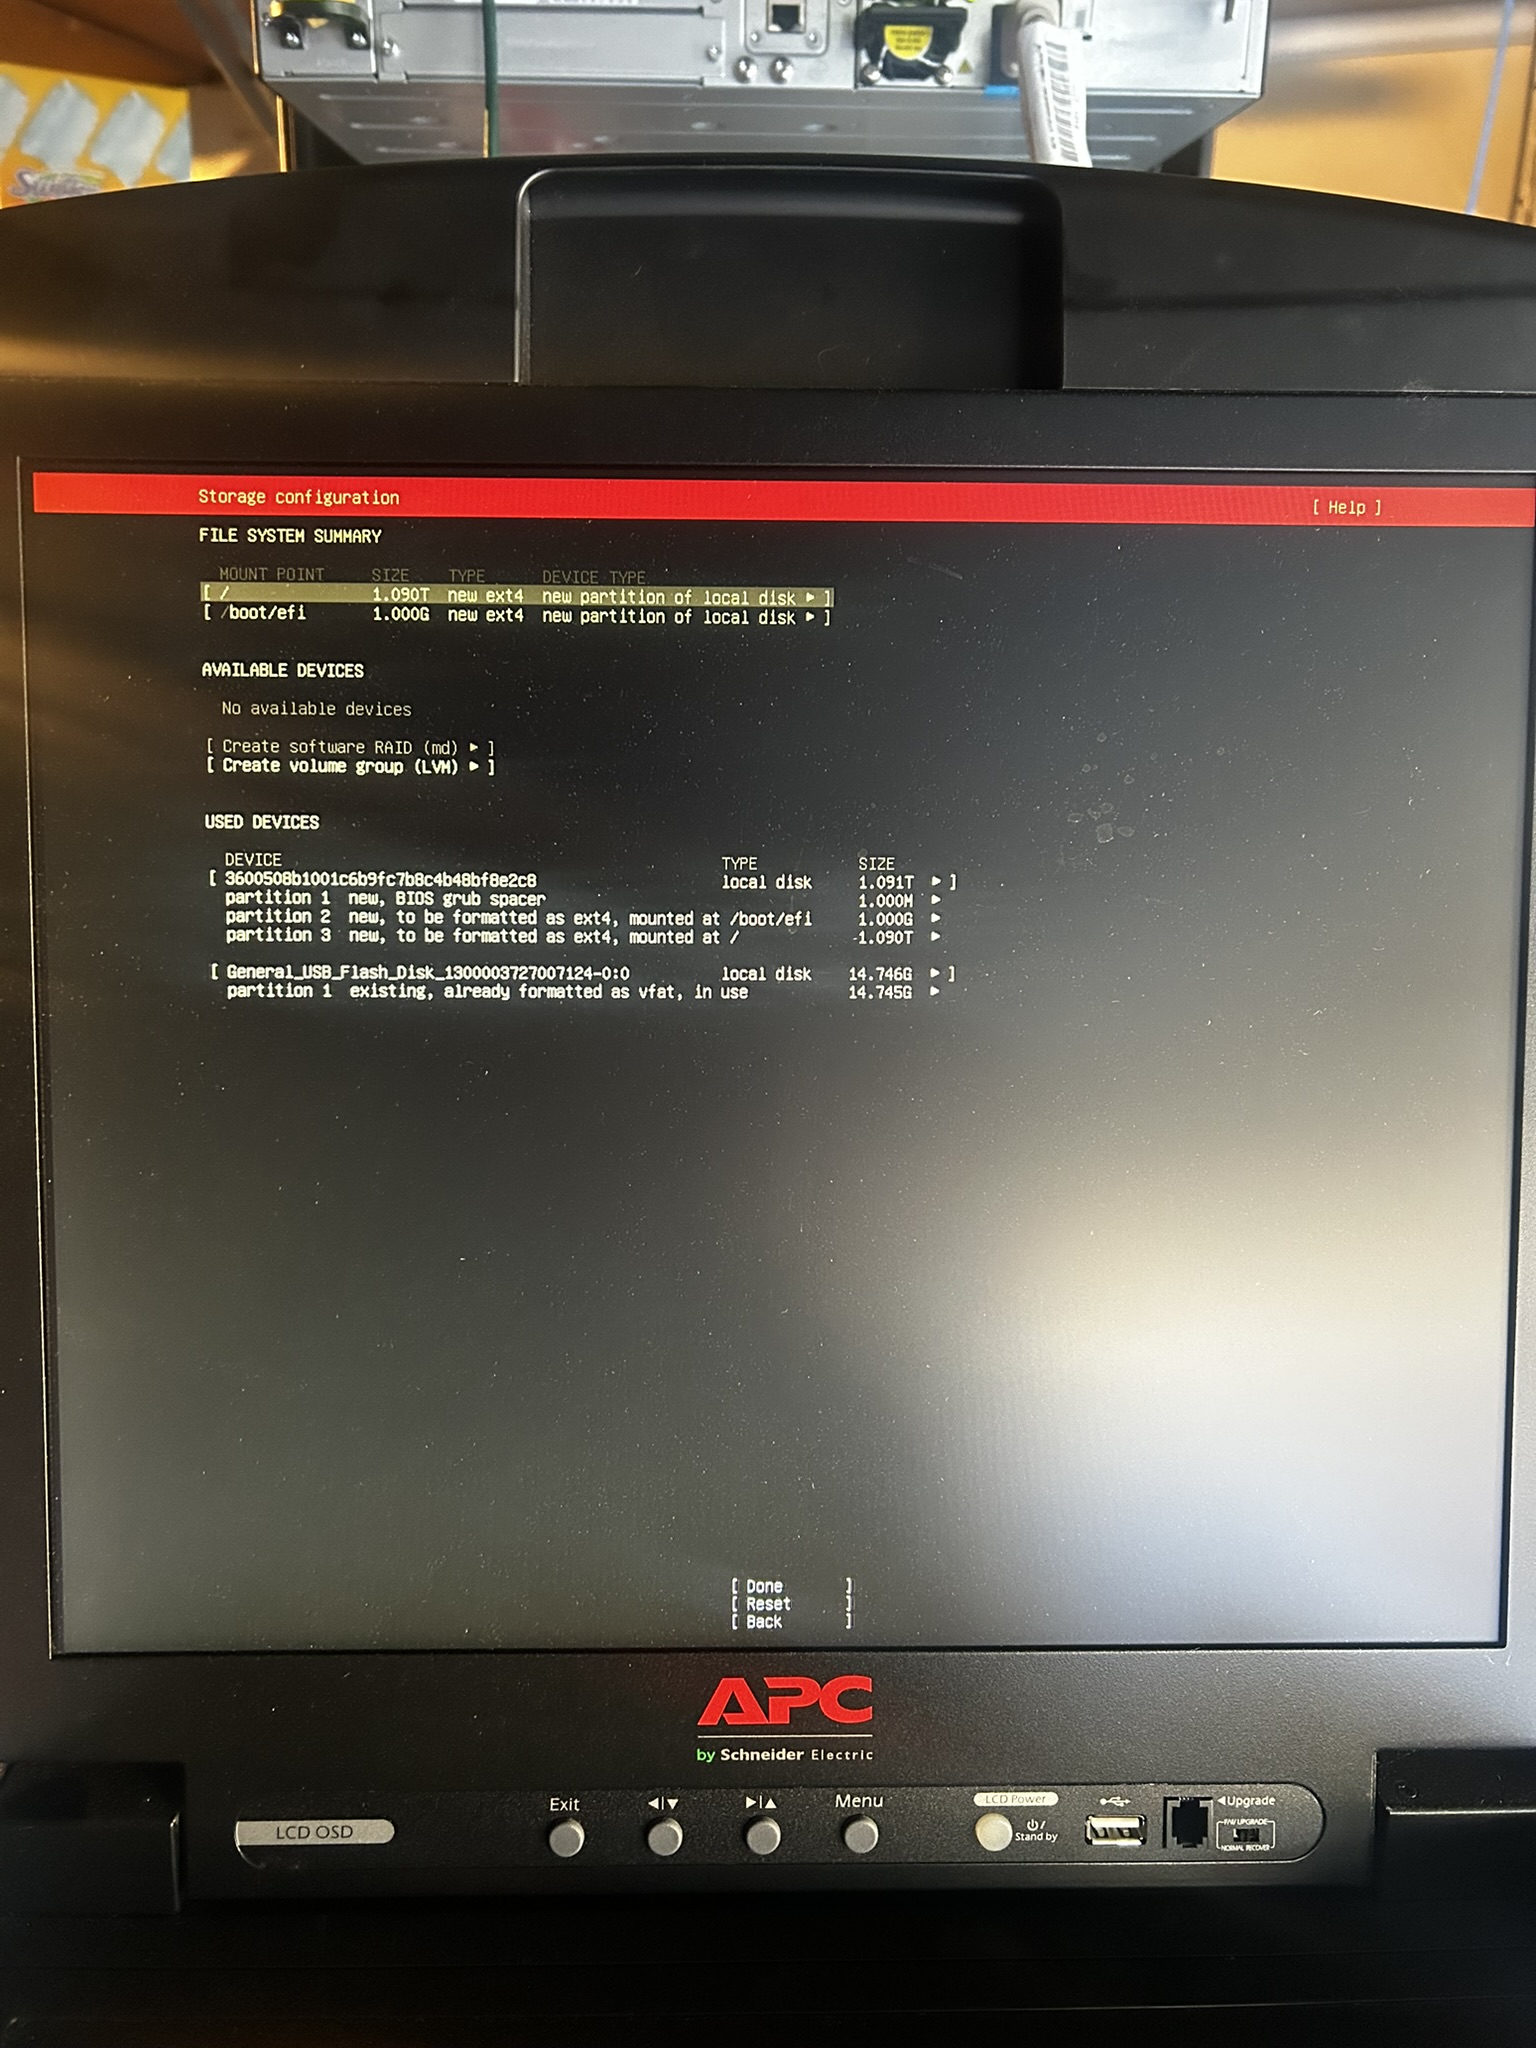 Storage configuration [ Help ]
FILE SYSTEM SUMMARY
MOUNT POINT SIZE TYPE DEVICE TYPE
[ / 1.090T new ext4 new partition of local disk ▸ ]
[ /boot/efi 1.000G new ext4 new partition of local disk ▸ ]
AVAILABLE DEVICES
No available devices
[ Create software RAID (md) ▸ ]
[ Create volume group (LVM) ▸ ]
USED DEVICES
DEVICE TYPE SIZE
[ 3600508b1001c6b9fc7b8c4b48bf8e2c8 local disk 1.091T ▸ ]
partition 1 new, BIOS grub spacer 1.000M ▸
partition 2 new, to be formatted as ext4, mounted at /boot/efi 1.000G ▸
partition 3 new, to be formatted as ext4, mounted at / 1.090T ▸
[ General_USB_Flash_Disk_1300003727007124-0:0 local disk 14.746G ▸ ]
partition 1 existing, already formatted as vfat, in use 14.745G ▸
[ Done ]
[ Reset ]
[ Back ]
APC
by Schneider Electric
LCD OSD
Exit
Menu
LCD Power
Stand by
Upgrade
F/W UPGRADE
NORMAL RECOVER